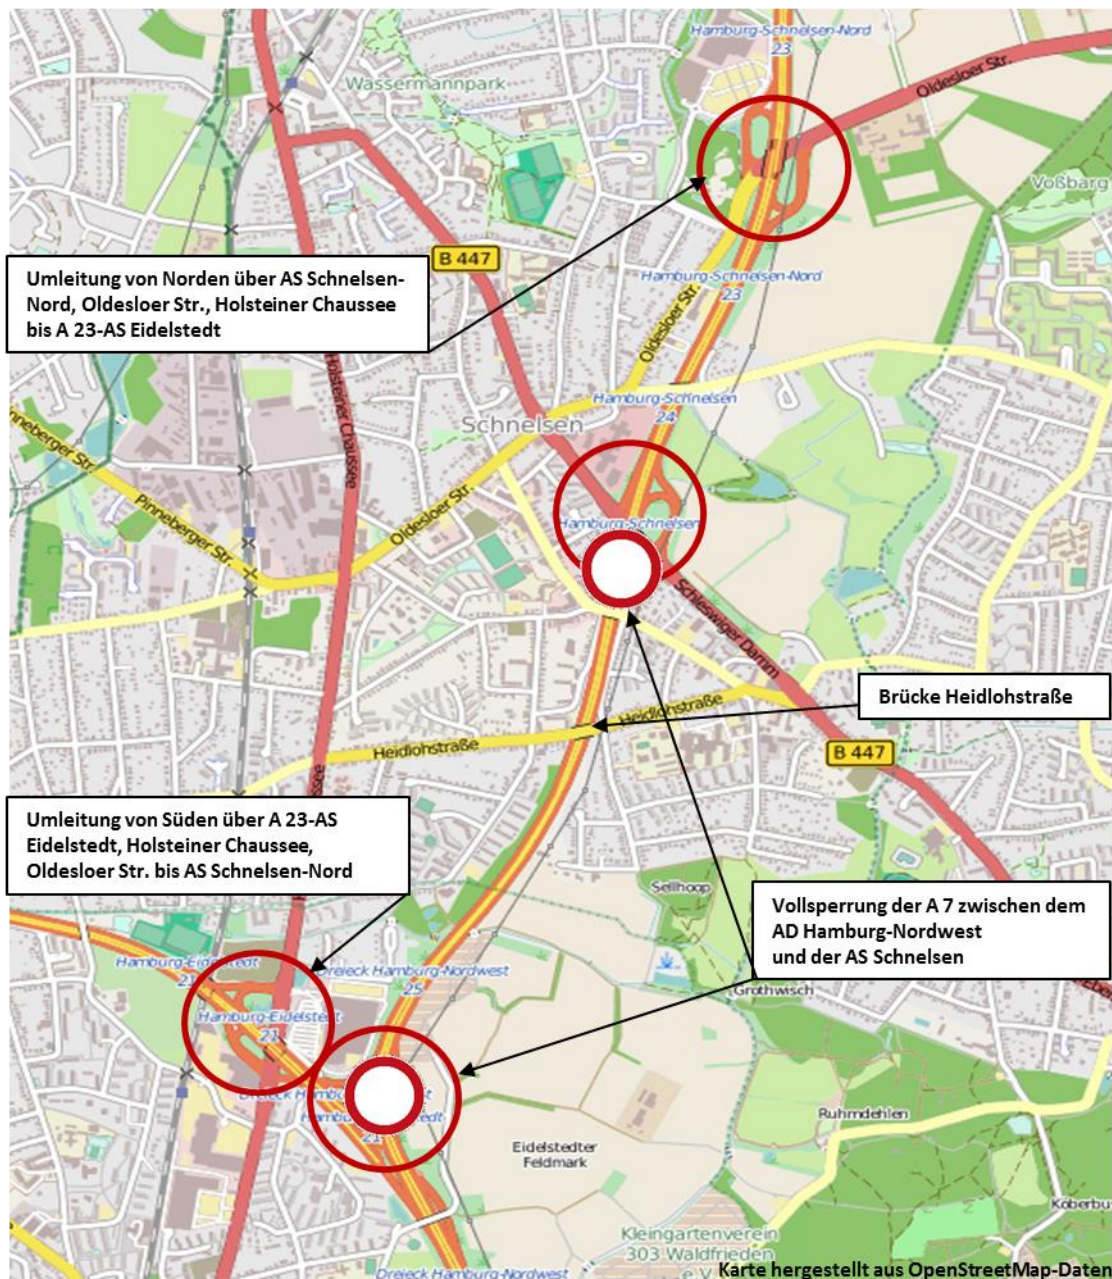 Hamburg-Schnelsen-Nord
23
Oldesloer Str.
Wassermannpark
Voßbarg
B 447
Umleitung von Norden über AS Schnelsen-
Nord, Oldesloer Str., Holsteiner Chaussee
bis A 23-AS Eidelstedt
Hamburg-Schnelsen-Nord
23
Oldesloer Str.
Holsteiner Chaussee
Hamburg-Schnelsen
24
Schnelsen
Pinneberger Str.
Pinneberger Str.
Oldesloer Str.
Hamburg-Schnelsen
Schleswiger Damm
Brücke Heidlohstraße
Heidlohstraße
Heidlohstraße
B 447
Umleitung von Süden über A 23-AS
Eidelstedt, Holsteiner Chaussee,
Oldesloer Str. bis AS Schnelsen-Nord
Sellhoop
Vollsperrung der A 7 zwischen dem
AD Hamburg-Nordwest
und der AS Schnelsen
Grothwisch
Hamburg-Eidelstedt
21
Dreieck Hamburg-Nordwest
25
Hamburg-Eidelstedt
21
21
Ruhmdehlen
Eidelstedter
Feldmark
Kleingartenverein
303 Waldfrieden
e.V.
Dreieck Hamburg-Nordwest
Karte hergestellt aus OpenStreetMap-Daten